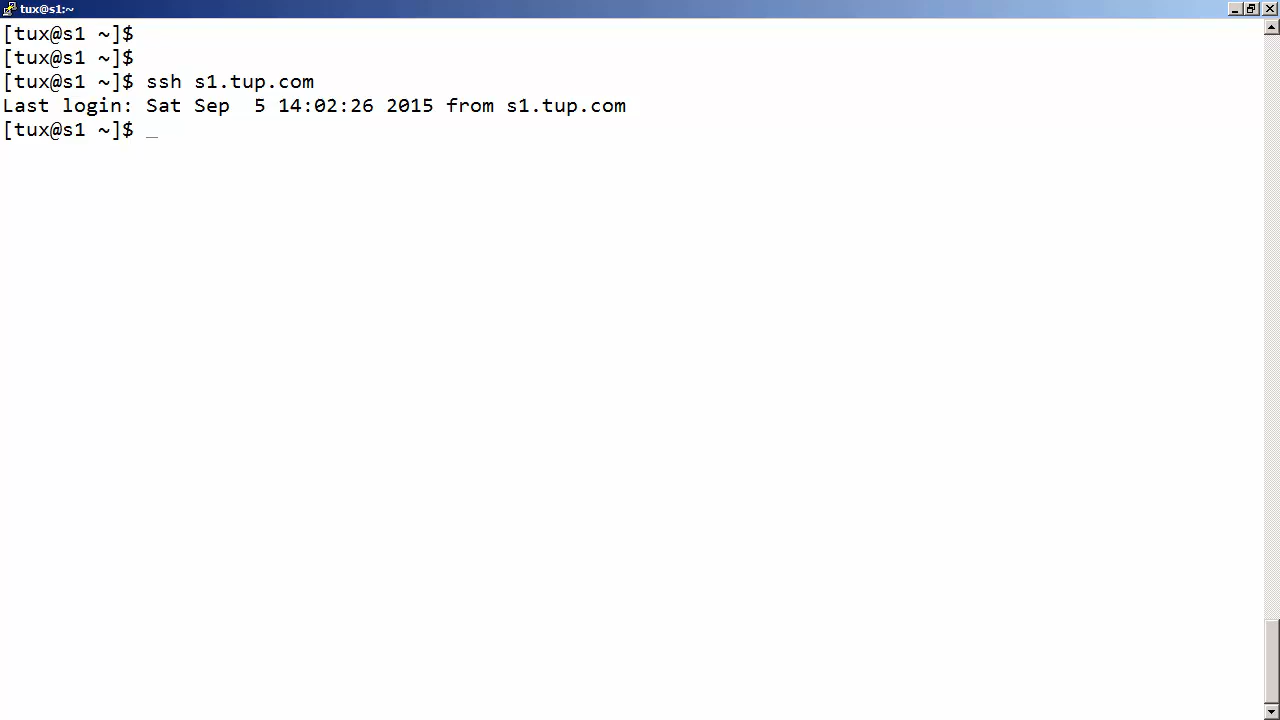 tux@s1:~
[tux@s1 ~]$
[tux@s1 ~]$
[tux@s1 ~]$ ssh s1.tup.com
Last login: Sat Sep  5 14:02:26 2015 from s1.tup.com
[tux@s1 ~]$ _